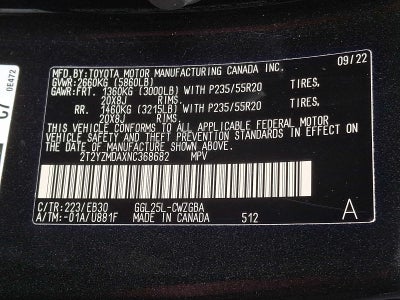 MFD.BY:TOYOTA MOTOR MANUFACTURING CANADA INC. 09/22
GVWR:2660KG (5860LB)
GAWR:FRT. 1360KG (3000LB)WITH P235/55R20 TIRES,
20X8J RIMS.
RR. 1460KG (3215LB)WITH P235/55R20 TIRES,
20X8J RIMS.
THIS VEHICLE CONFORMS TO ALL APPLICABLE FEDERAL MOTOR
VEHICLE SAFETY AND THEFT PREVENTION STANDARDS IN EFFECT ON
THE DATE OF MANUFACTURE SHOWN ABOVE.
2T2YZMDAXNC368682 MPV
C/TR:223/EB30 GGL25L-CWZGBA
A/TM:-01A/U881F MADE IN CANADA 512 A
C7
0E472